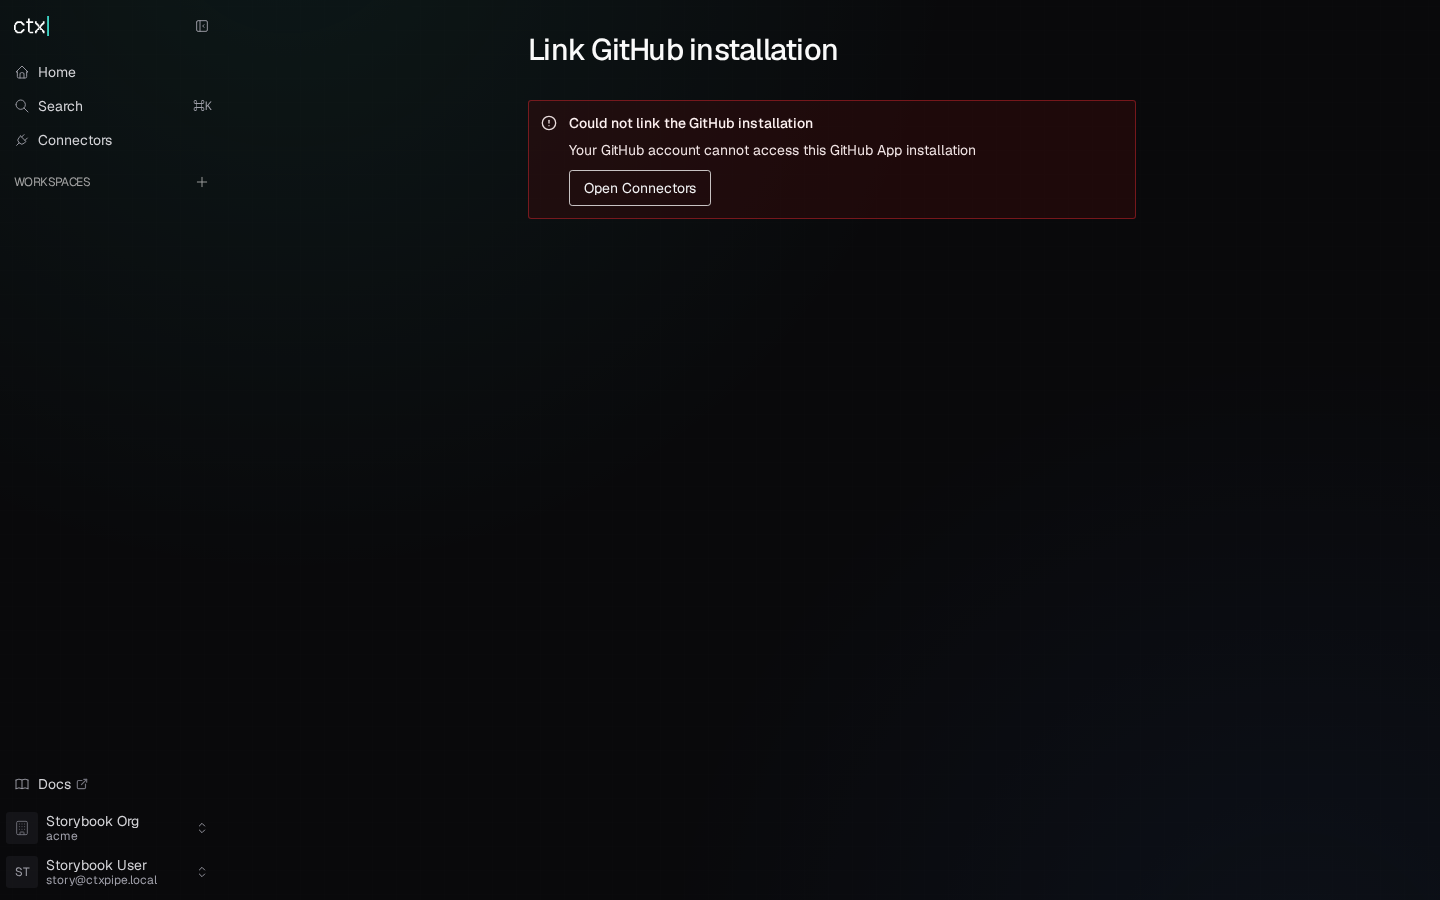 ctx
Home
Search
⌘K
Connectors
WORKSPACES
Link GitHub installation
Could not link the GitHub installation
Your GitHub account cannot access this GitHub App installation
Open Connectors
Docs
Storybook Org
acme
ST
Storybook User
story@ctxpipe.local